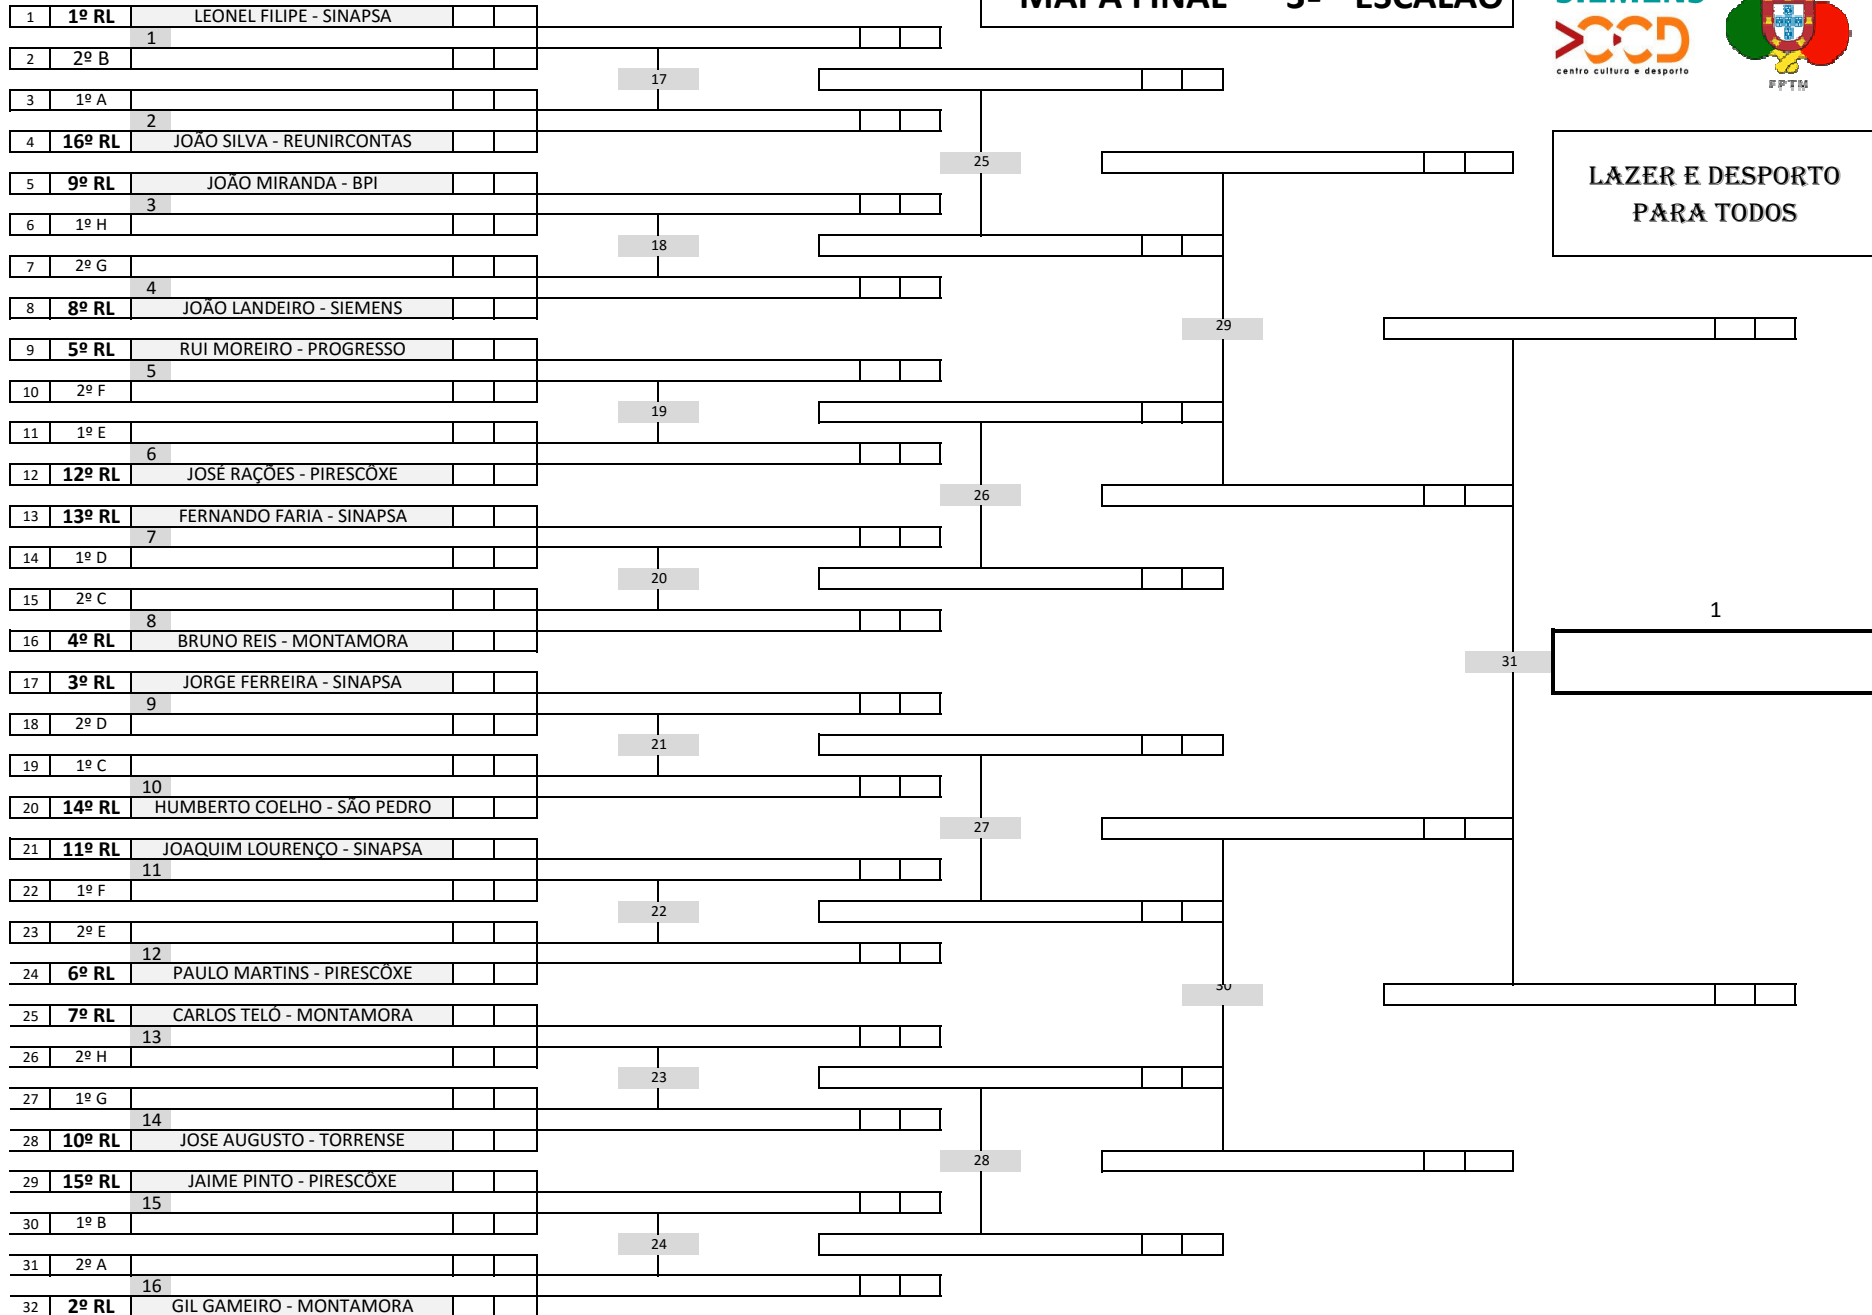 MAPA FINAL - 3º ESCALÃO
SIEMENS
CCD
centro cultura e desporto
FPTM
LAZER E DESPORTO
PARA TODOS
1 1º RL LEONEL FILIPE - SINAPSA
1
2 2º B
17
3 1º A
2
4 16º RL JOÃO SILVA - REUNIRCONTAS
25
5 9º RL JOÃO MIRANDA - BPI
3
6 1º H
18
7 2º G
4
8 8º RL JOÃO LANDEIRO - SIEMENS
29
9 5º RL RUI MOREIRO - PROGRESSO
5
10 2º F
19
11 1º E
6
12 12º RL JOSÉ RAÇÕES - PIRESCÔXE
26
13 13º RL FERNANDO FARIA - SINAPSA
7
14 1º D
20
15 2º C
8
1
16 4º RL BRUNO REIS - MONTAMORA
31
17 3º RL JORGE FERREIRA - SINAPSA
9
18 2º D
21
19 1º C
10
20 14º RL HUMBERTO COELHO - SÃO PEDRO
27
21 11º RL JOAQUIM LOURENÇO - SINAPSA
11
22 1º F
22
23 2º E
12
24 6º RL PAULO MARTINS - PIRESCÔXE
30
25 7º RL CARLOS TELÓ - MONTAMORA
13
26 2º H
23
27 1º G
14
28 10º RL JOSE AUGUSTO - TORRENSE
28
29 15º RL JAIME PINTO - PIRESCÔXE
15
30 1º B
24
31 2º A
16
32 2º RL GIL GAMEIRO - MONTAMORA